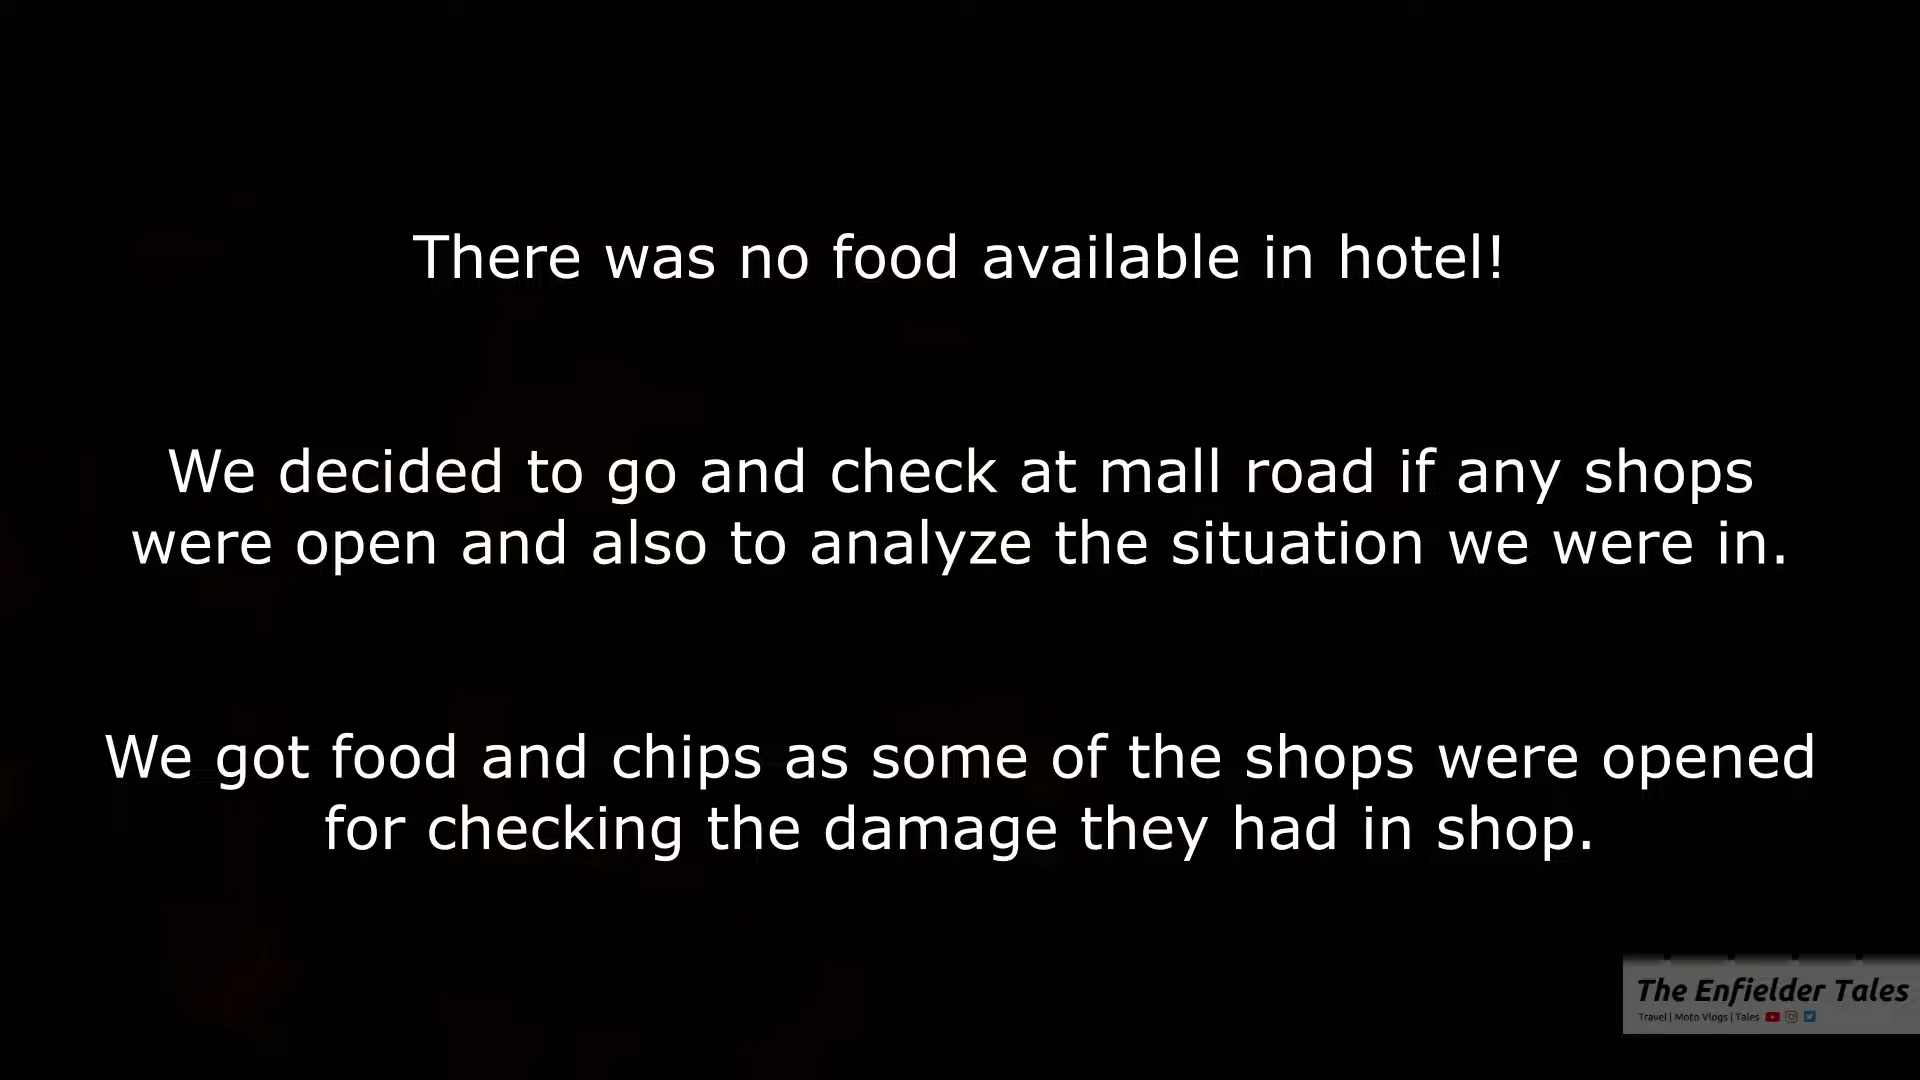 There was no food available in hotel!
We decided to go and check at mall road if any shops
were open and also to analyze the situation we were in.
We got food and chips as some of the shops were opened
for checking the damage they had in shop.
The Enfielder Tales
Travel | Moto Vlogs | Tales